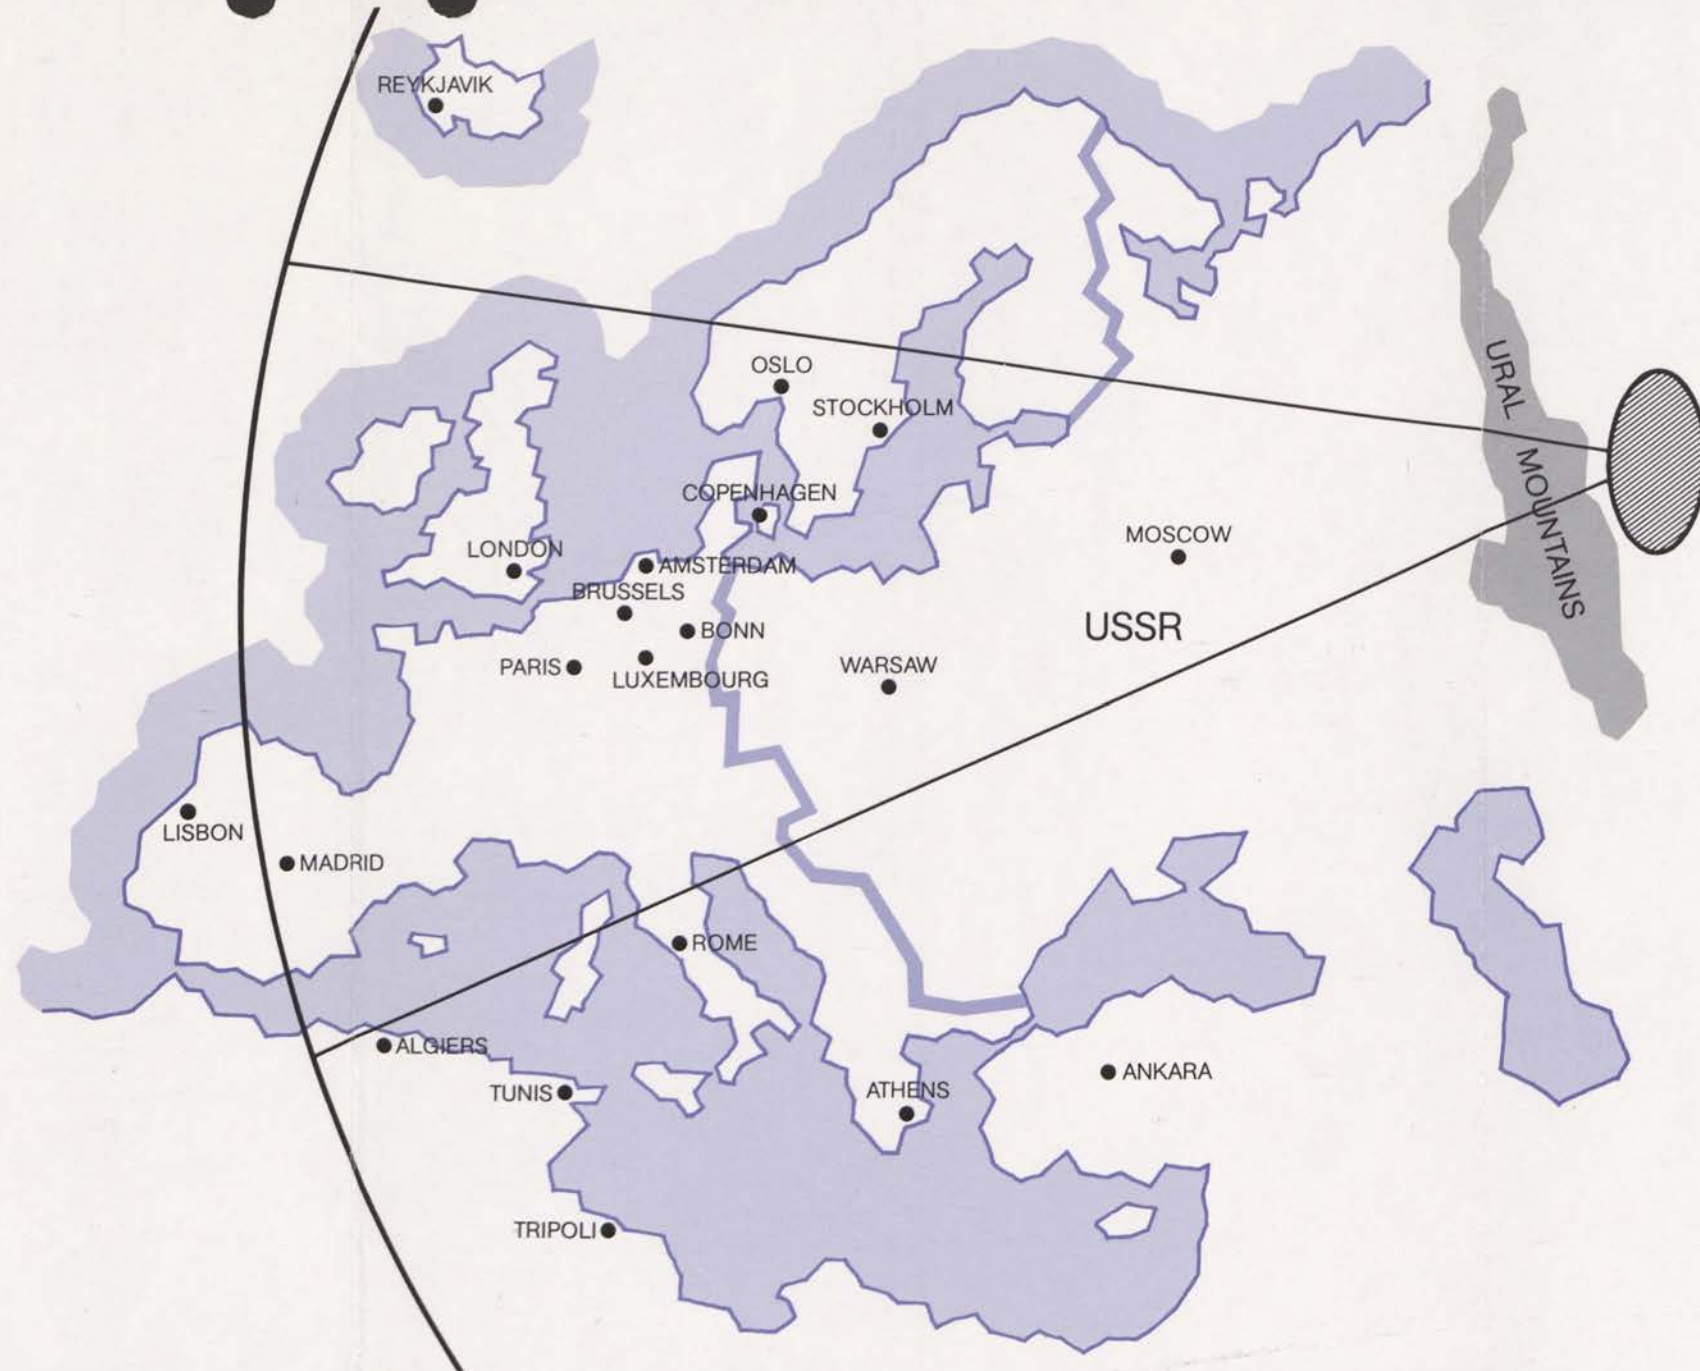 REYKJAVIK
OSLO
STOCKHOLM
COPENHAGEN
LONDON
AMSTERDAM
BRUSSELS
BONN
PARIS
LUXEMBOURG
WARSAW
MOSCOW
USSR
URAL MOUNTAINS
LISBON
MADRID
ROME
ALGIERS
TUNIS
ATHENS
ANKARA
TRIPOLI